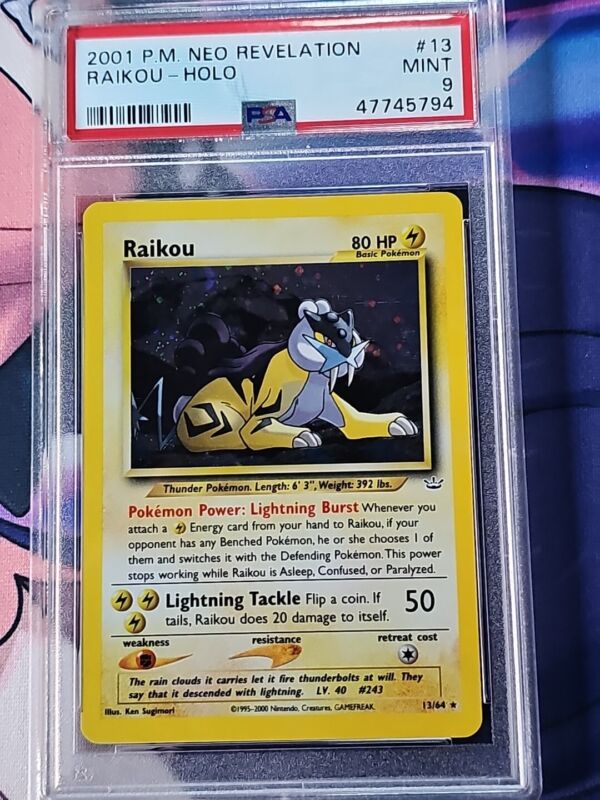 2001 P.M. NEO REVELATION #13
RAIKOU - HOLO MINT
9
PSA 47745794
Raikou 80 HP
Basic Pokémon
Thunder Pokémon. Length: 6' 3", Weight: 392 lbs.
Pokémon Power: Lightning Burst Whenever you
attach a Energy card from your hand to Raikou, if your
opponent has any Benched Pokémon, he or she chooses 1 of
them and switches it with the Defending Pokémon. This power
stops working while Raikou is Asleep, Confused, or Paralyzed.
Lightning Tackle Flip a coin. If 50
tails, Raikou does 20 damage to itself.
weakness resistance retreat cost
The rain clouds it carries let it fire thunderbolts at will. They
say that it descended with lightning. LV. 40 #243
Illus. Ken Sugimori ©1995-2000 Nintendo, Creatures, GAMEFREAK. 13/64 ★